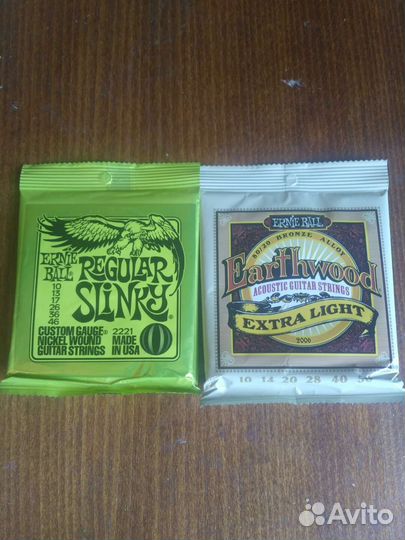 ERNIE BALL
REGULAR
SLINKY
10
13
17
26
36
46
CUSTOM GAUGE
NICKEL WOUND
GUITAR STRINGS
2221
MADE
IN USA
ERNIE BALL
80/20 BRONZE ALLOY
Earthwood
ACOUSTIC GUITAR STRINGS
EXTRA LIGHT
2006
10 14 20 28 40 50
Avito